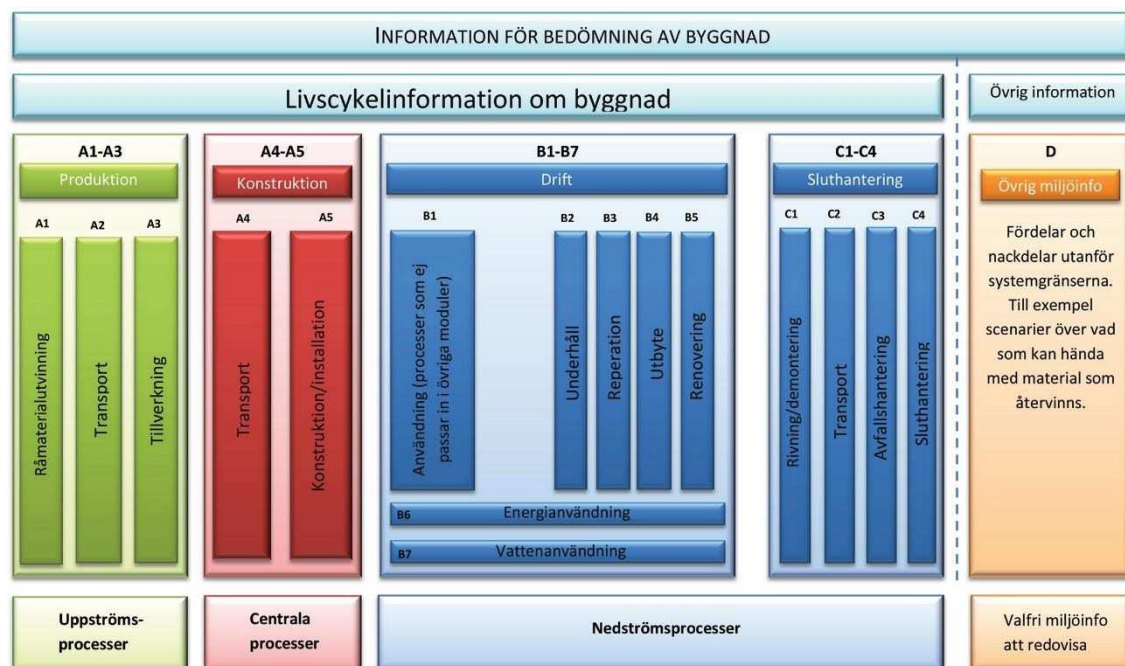 INFORMATION FÖR BEDÖMNING AV BYGGNAD
Livscykelinformation om byggnad
Övrig information
A1-A3
Produktion
A1
A2
A3
Råmaterialutvinning
Transport
Tillverkning
A4-A5
Konstruktion
A4
A5
Transport
Konstruktion/installation
B1-B7
Drift
B1
B2
B3
B4
B5
Användning (processer som ej
passar in i övriga moduler)
Underhåll
Reperation
Utbyte
Renovering
B6
Energianvändning
B7
Vattenanvändning
C1-C4
Sluthantering
C1
C2
C3
C4
Rivning/demontering
Transport
Avfallshantering
Sluthantering
D
Övrig miljöinfo
Fördelar och
nackdelar utanför
systemgränserna.
Till exempel
scenarier över vad
som kan hända
med material som
återvinns.
Uppströms-
processer
Centrala
processer
Nedströmsprocesser
Valfri miljöinfo
att redovisa